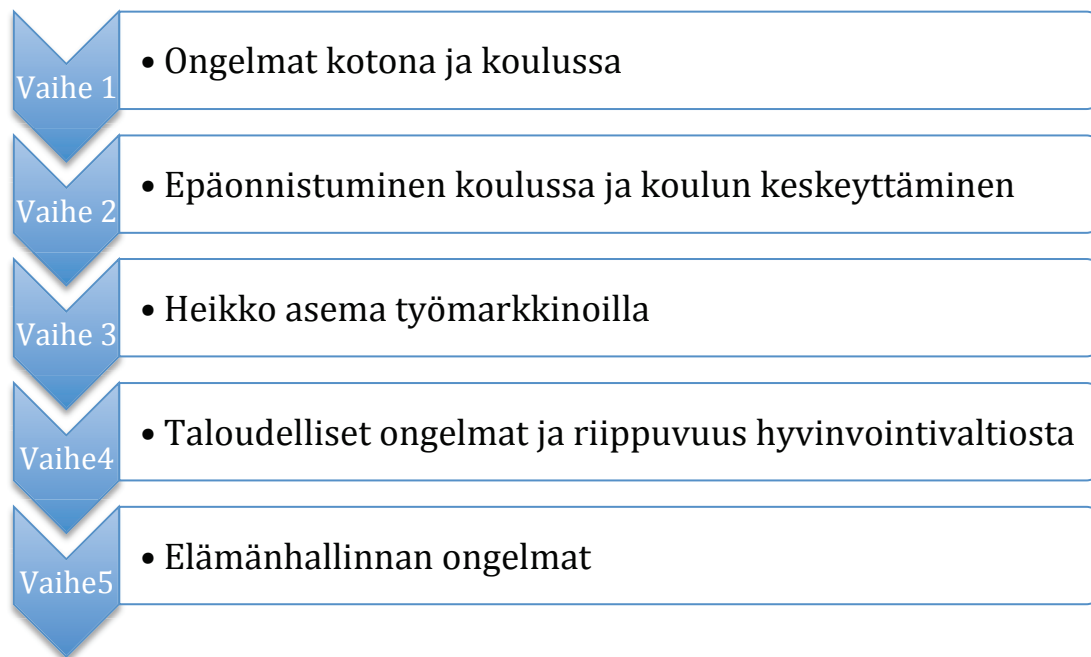 Vaihe 1
• Ongelmat kotona ja koulussa
Vaihe 2
• Epäonnistuminen koulussa ja koulun keskeyttäminen
Vaihe 3
• Heikko asema työmarkkinoilla
Vaihe4
• Taloudelliset ongelmat ja riippuvuus hyvinvointivaltiosta
Vaihe5
• Elämänhallinnan ongelmat